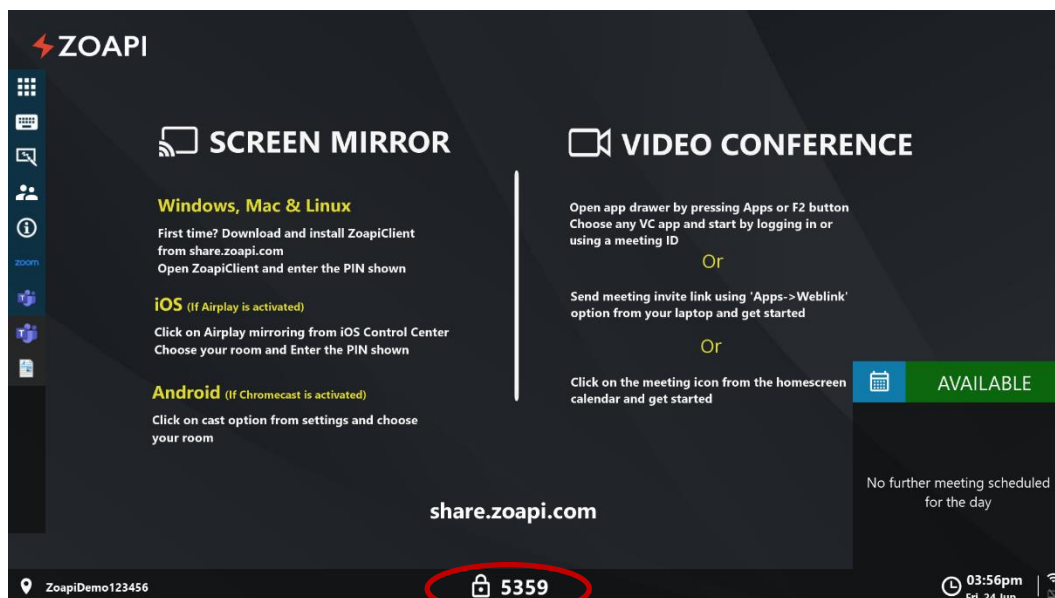 ZOAPI
SCREEN MIRROR
Windows, Mac & Linux
First time? Download and install ZoapiClient
from share.zoapi.com
Open ZoapiClient and enter the PIN shown
iOS (If Airplay is activated)
Click on Airplay mirroring from iOS Control Center
Choose your room and Enter the PIN shown
Android (If Chromecast is activated)
Click on cast option from settings and choose
your room
VIDEO CONFERENCE
Open app drawer by pressing Apps or F2 button
Choose any VC app and start by logging in or
using a meeting ID
Or
Send meeting invite link using 'Apps->Weblink'
option from your laptop and get started
Or
Click on the meeting icon from the homescreen
calendar and get started
zoom
AVAILABLE
No further meeting scheduled
for the day
share.zoapi.com
ZoapiDemo123456
5359
03:56pm
Fri, 24 Jun